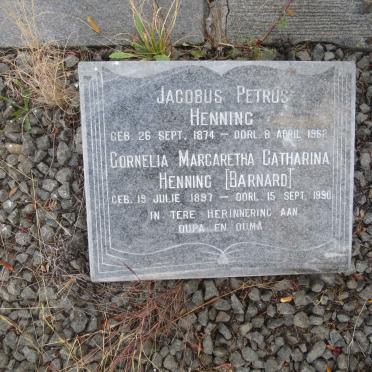 JACOBUS PETRUS
HENNING
GEB. 26 SEPT. 1874 – OORL. 8 APRIL 1962
CORNELIA MARGARETHA CATHARINA
HENNING [BARNARD]
GEB. 19 JULIE 1897 – OORL. 15 SEPT. 1990
IN TERE HERINNERING AAN
OUPA EN OUMA